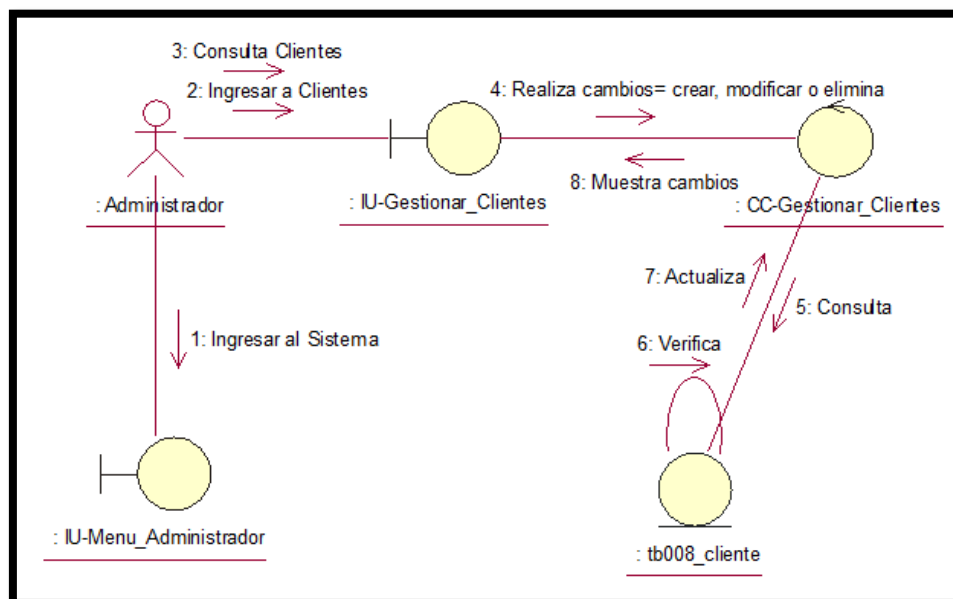 3: Consulta Clientes
2: Ingresar a Clientes
4: Realiza cambios= crear, modificar o elimina
8: Muestra cambios
: Administrador
: IU-Gestionar_Clientes
: CC-Gestionar_Clientes
7: Actualiza
5: Consulta
1: Ingresar al Sistema
6: Verifica
: IU-Menu_Administrador
: tb008_cliente